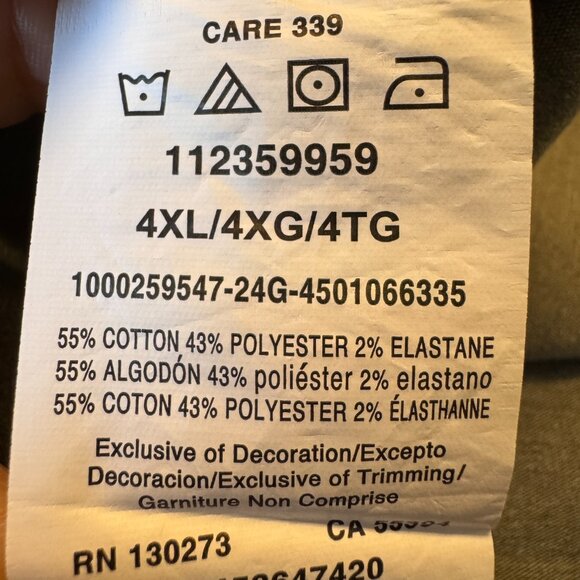 CARE 339
112359959
4XL/4XG/4TG
1000259547-24G-4501066335
55% COTTON 43% POLYESTER 2% ELASTANE
55% ALGODÓN 43% poliéster 2% elastano
55% COTON 43% POLYESTER 2% ÉLASTHANNE
Exclusive of Decoration/Excepto
Decoracion/Exclusive of Trimming/
Garniture Non Comprise
RN 130273 CA